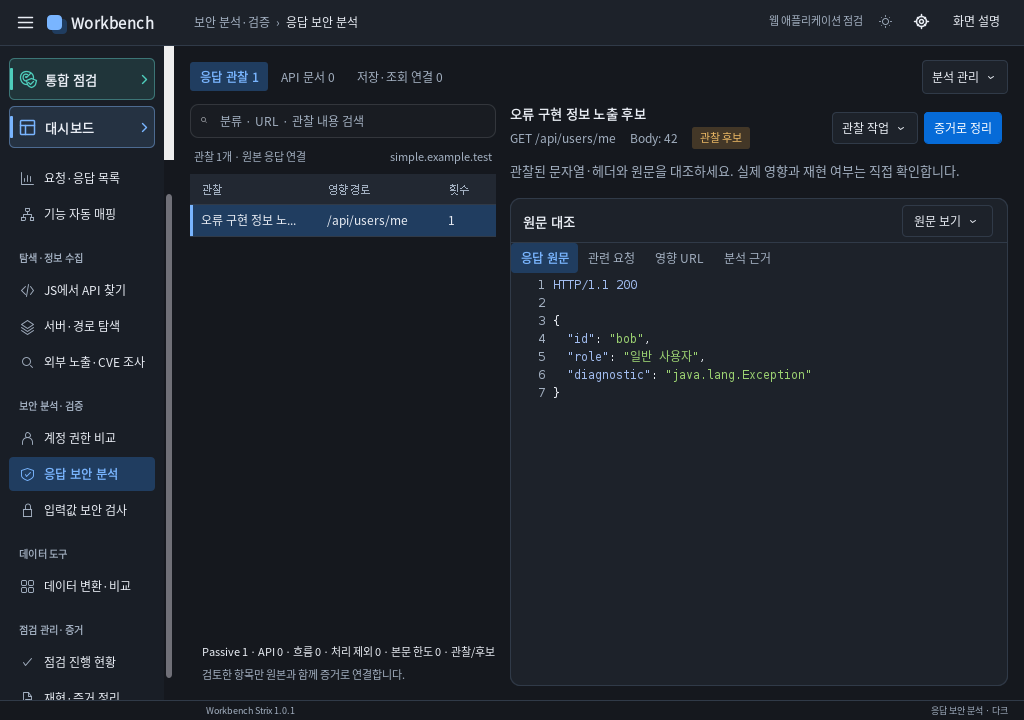 Workbench
보안 분석·검증 › 응답 보안 분석
웹 애플리케이션 점검
화면 설명
통합 점검
대시보드
요청·응답 목록
기능 자동 매핑
탐색·정보 수집
JS에서 API 찾기
서버·경로 탐색
외부 노출·CVE 조사
보안 분석·검증
계정 권한 비교
응답 보안 분석
입력값 보안 검사
데이터 도구
데이터 변환·비교
점검 관리·증거
점검 진행 현황
재현·증거 정리
응답 관찰 1
API 문서 0
저장·조회 연결 0
분석 관리
분류 · URL · 관찰 내용 검색
관찰 1개 · 원본 응답 연결
simple.example.test
관찰 영향 경로 횟수
오류 구현 정보 노... /api/users/me 1
Passive 1 · API 0 · 흐름 0 · 처리 제외 0 · 본문 한도 0 · 관찰/후보
검토한 항목만 원본과 함께 증거로 연결합니다.
오류 구현 정보 노출 후보
GET /api/users/me Body: 42 관찰 후보
관찰 작업
증거로 정리
관찰된 문자열·헤더와 원문을 대조하세요. 실제 영향과 재현 여부는 직접 확인합니다.
원문 대조
원문 보기
응답 원문 관련 요청 영향 URL 분석 근거
1 HTTP/1.1 200
2
3 {
4 "id": "bob",
5 "role": "일반 사용자",
6 "diagnostic": "java.lang.Exception"
7 }
Workbench Strix 1.0.1
응답 보안 분석 · 다크